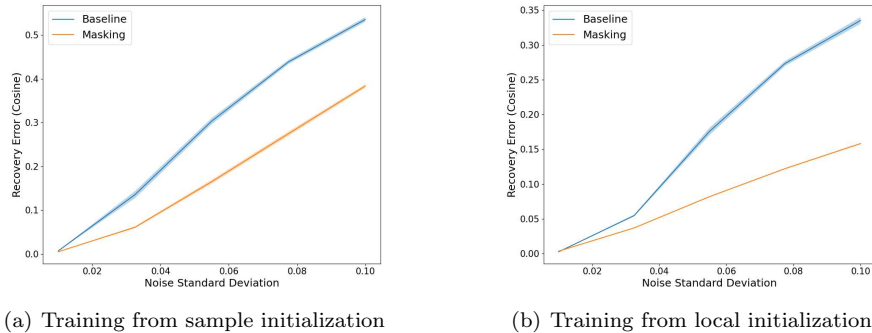 Baseline
Masking
Recovery Error (Cosine)
0.5
0.4
0.3
0.2
0.1
0.0
0.02 0.04 0.06 0.08 0.10
Noise Standard Deviation
(a) Training from sample initialization
Baseline
Masking
Recovery Error (Cosine)
0.35
0.30
0.25
0.20
0.15
0.10
0.05
0.00
0.02 0.04 0.06 0.08 0.10
Noise Standard Deviation
(b) Training from local initialization